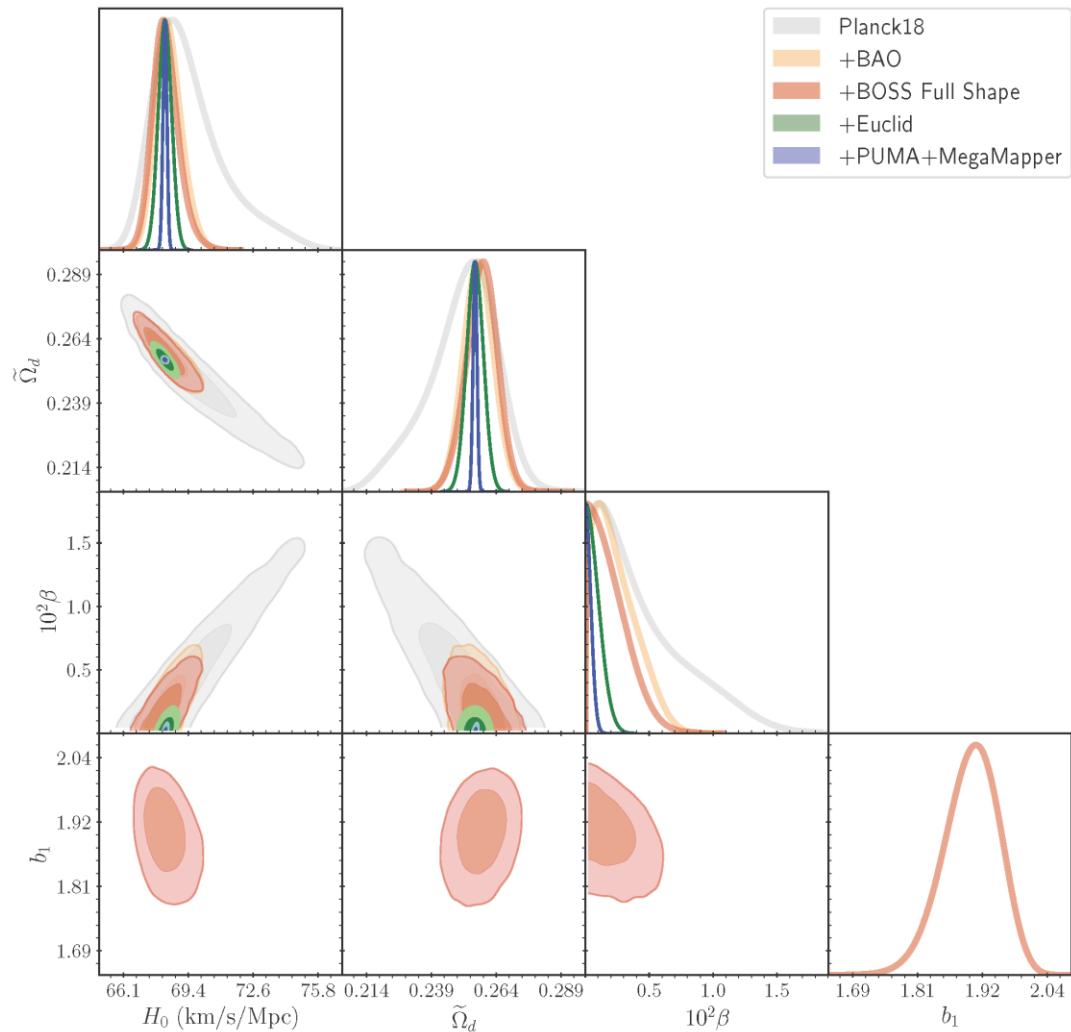 Planck18
+BAO
+BOSS Full Shape
+Euclid
+PUMA+MegaMapper
0.289
0.264
0.239
0.214
Ω̃_d
1.5
1.0
0.5
10²β
2.04
1.92
1.81
1.69
b₁
66.1 69.4 72.6 75.8 0.214 0.239 0.264 0.289 0.5 1.0 1.5 1.69 1.81 1.92 2.04
H₀ (km/s/Mpc) Ω̃_d 10²β b₁